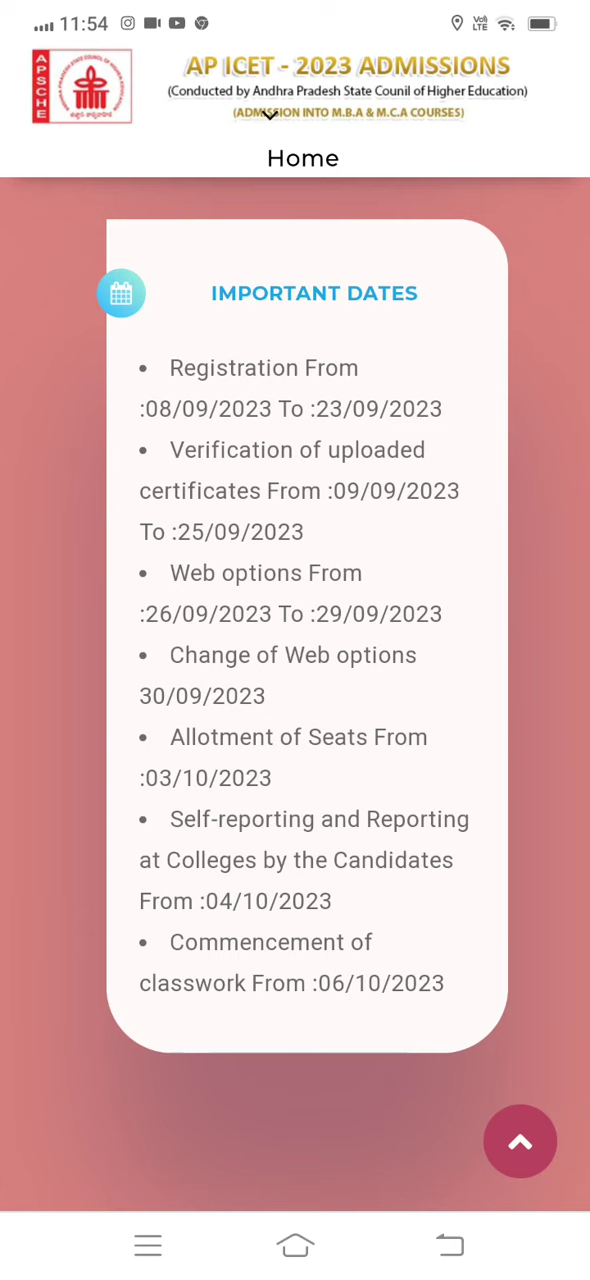 11:54
Vo))
LTE
APSCHE
AP ICET - 2023 ADMISSIONS
(Conducted by Andhra Pradesh State Counil of Higher Education)
(ADMISSION INTO M.B.A & M.C.A COURSES)
Home
IMPORTANT DATES
• Registration From
:08/09/2023 To :23/09/2023
• Verification of uploaded
certificates From :09/09/2023
To :25/09/2023
• Web options From
:26/09/2023 To :29/09/2023
• Change of Web options
30/09/2023
• Allotment of Seats From
:03/10/2023
• Self-reporting and Reporting
at Colleges by the Candidates
From :04/10/2023
• Commencement of
classwork From :06/10/2023